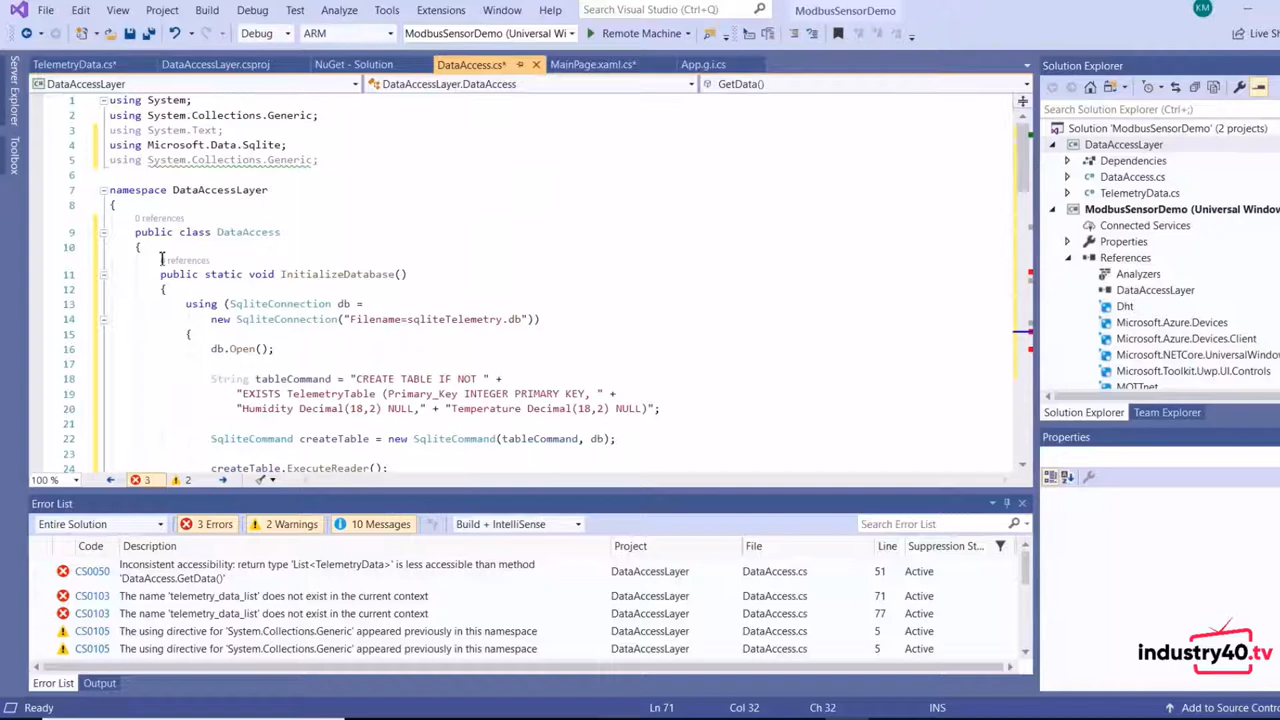 File Edit View Project Build Debug Test Analyze Tools Extensions Window Help Search Visual Studio (Ctrl+Q) ModbusSensorDemo KM
Debug ARM ModbusSensorDemo (Universal Wi Remote Machine Live Sh
TelemetryData.cs* DataAccessLayer.csproj NuGet - Solution DataAccess.cs* MainPage.xaml.cs* App.g.i.cs
DataAccessLayer DataAccessLayer.DataAccess GetData()
Server Explorer
Toolbox
1 using System;
2 using System.Collections.Generic;
3 using System.Text;
4 using Microsoft.Data.Sqlite;
5 using System.Collections.Generic;
6
7 namespace DataAccessLayer
8 {
0 references
9 public class DataAccess
10 {
references
11 public static void InitializeDatabase()
12 {
13 using (SqliteConnection db =
14 new SqliteConnection("Filename=sqliteTelemetry.db"))
15 {
16 db.Open();
17
18 String tableCommand = "CREATE TABLE IF NOT " +
19 "EXISTS TelemetryTable (Primary_Key INTEGER PRIMARY KEY, " +
20 "Humidity Decimal(18,2) NULL," + "Temperature Decimal(18,2) NULL)";
21
22 SqliteCommand createTable = new SqliteCommand(tableCommand, db);
23
24 createTable.ExecuteReader();
100 % 3 2
Solution Explorer
Search Solution Explorer (Ctrl+;)
Solution 'ModbusSensorDemo' (2 projects)
DataAccessLayer
Dependencies
DataAccess.cs
TelemetryData.cs
ModbusSensorDemo (Universal Window
Connected Services
Properties
References
Analyzers
DataAccessLayer
Dht
Microsoft.Azure.Devices
Microsoft.Azure.Devices.Client
Microsoft.NETCore.UniversalWindow
Microsoft.Toolkit.Uwp.UI.Controls
MQTTnet
Solution Explorer Team Explorer
Properties
Error List
Entire Solution 3 Errors 2 Warnings 10 Messages Build + IntelliSense Search Error List
Code Description Project File Line Suppression St...
CS0050 Inconsistent accessibility: return type 'List<TelemetryData>' is less accessible than method 'DataAccess.GetData()' DataAccessLayer DataAccess.cs 51 Active
CS0103 The name 'telemetry_data_list' does not exist in the current context DataAccessLayer DataAccess.cs 71 Active
CS0103 The name 'telemetry_data_list' does not exist in the current context DataAccessLayer DataAccess.cs 77 Active
CS0105 The using directive for 'System.Collections.Generic' appeared previously in this namespace DataAccessLayer DataAccess.cs 5 Active
CS0105 The using directive for 'System.Collections.Generic' appeared previously in this namespace DataAccessLayer DataAccess.cs 5 Active
Error List Output
industry40.tv
Ready Ln 71 Col 32 Ch 32 INS Add to Source Contr